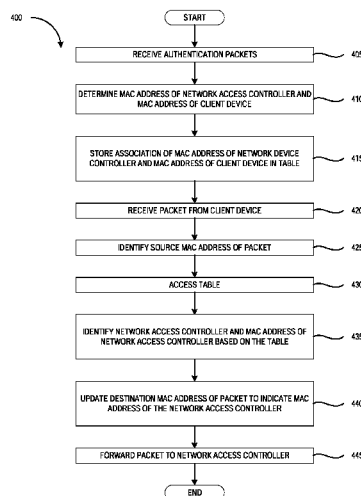 400
START
RECEIVE AUTHENTICATION PACKETS
405
DETERMINE MAC ADDRESS OF NETWORK ACCESS CONTROLLER AND
MAC ADDRESS OF CLIENT DEVICE
410
STORE ASSOCIATION OF MAC ADDRESS OF NETWORK DEVICE
CONTROLLER AND MAC ADDRESS OF CLIENT DEVICE IN TABLE
415
RECEIVE PACKET FROM CLIENT DEVICE
420
IDENTIFY SOURCE MAC ADDRESS OF PACKET
425
ACCESS TABLE
430
IDENTIFY NETWORK ACCESS CONTROLLER AND MAC ADDRESS OF
NETWORK ACCESS CONTROLLER BASED ON THE TABLE
435
UPDATE DESTINATION MAC ADDRESS OF PACKET TO INDICATE MAC
ADDRESS OF THE NETWORK ACCESS CONTROLLER
440
FORWARD PACKET TO NETWORK ACCESS CONTROLLER
445
END